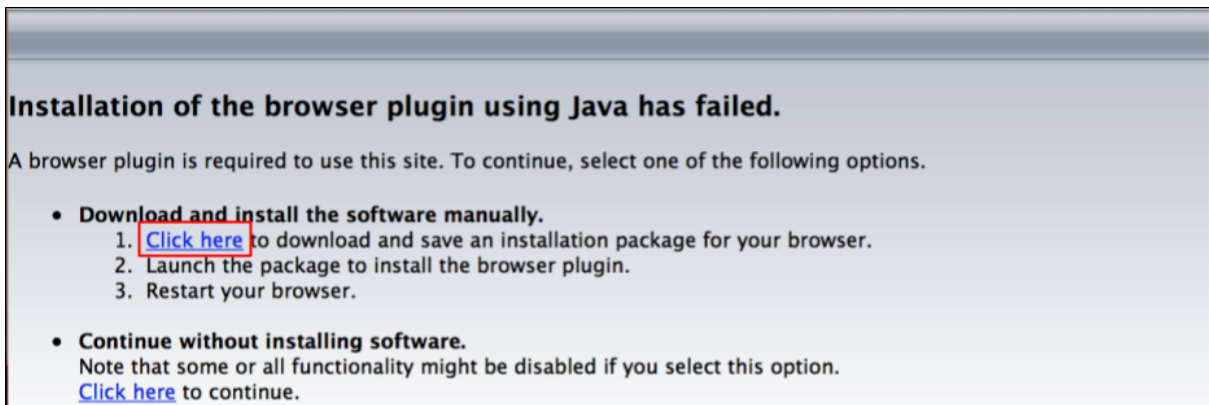 Installation of the browser plugin using Java has failed.
A browser plugin is required to use this site. To continue, select one of the following options.
• Download and install the software manually.
1. Click here to download and save an installation package for your browser.
2. Launch the package to install the browser plugin.
3. Restart your browser.
• Continue without installing software.
Note that some or all functionality might be disabled if you select this option.
Click here to continue.